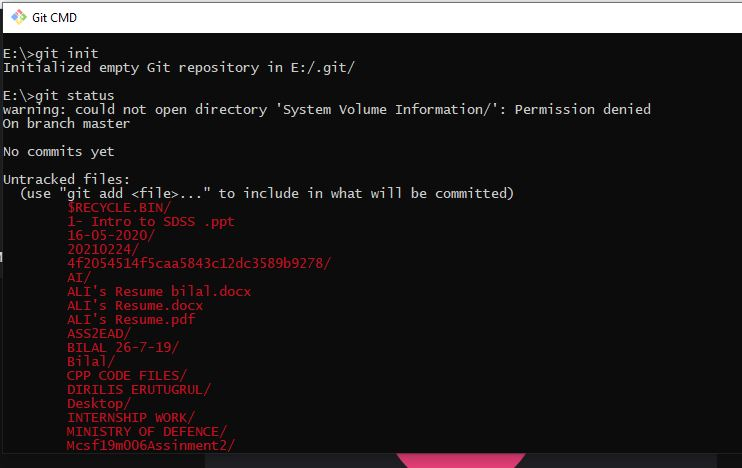 Git CMD
E:\>git init
Initialized empty Git repository in E:/.git/
E:\>git status
warning: could not open directory 'System Volume Information/': Permission denied
On branch master
No commits yet
Untracked files:
(use "git add <file>..." to include in what will be committed)
$RECYCLE.BIN/
1- Intro to SDSS .ppt
16-05-2020/
20210224/
4f2054514f5caa5843c12dc3589b9278/
AI/
ALI's Resume bilal.docx
ALI's Resume.docx
ALI's Resume.pdf
ASS2EAD/
BILAL 26-7-19/
Bilal/
CPP CODE FILES/
DIRILIS ERUTUGRUL/
Desktop/
INTERNSHIP WORK/
MINISTRY OF DEFENCE/
Mcsf19m006Assinment2/